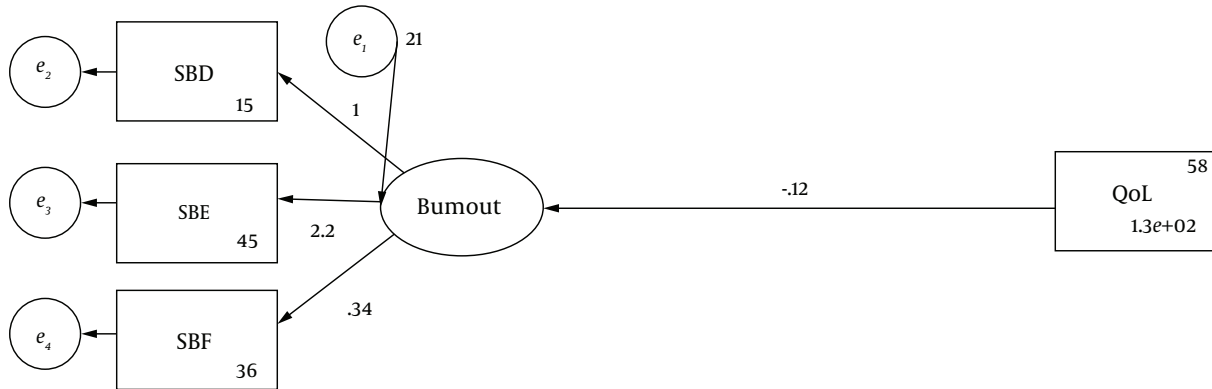 e₁
21
e₂
SBD
15
1
e₃
SBE
45
2.2
Bumout
-.12
58
QoL
1.3e+02
e₄
SBF
36
.34